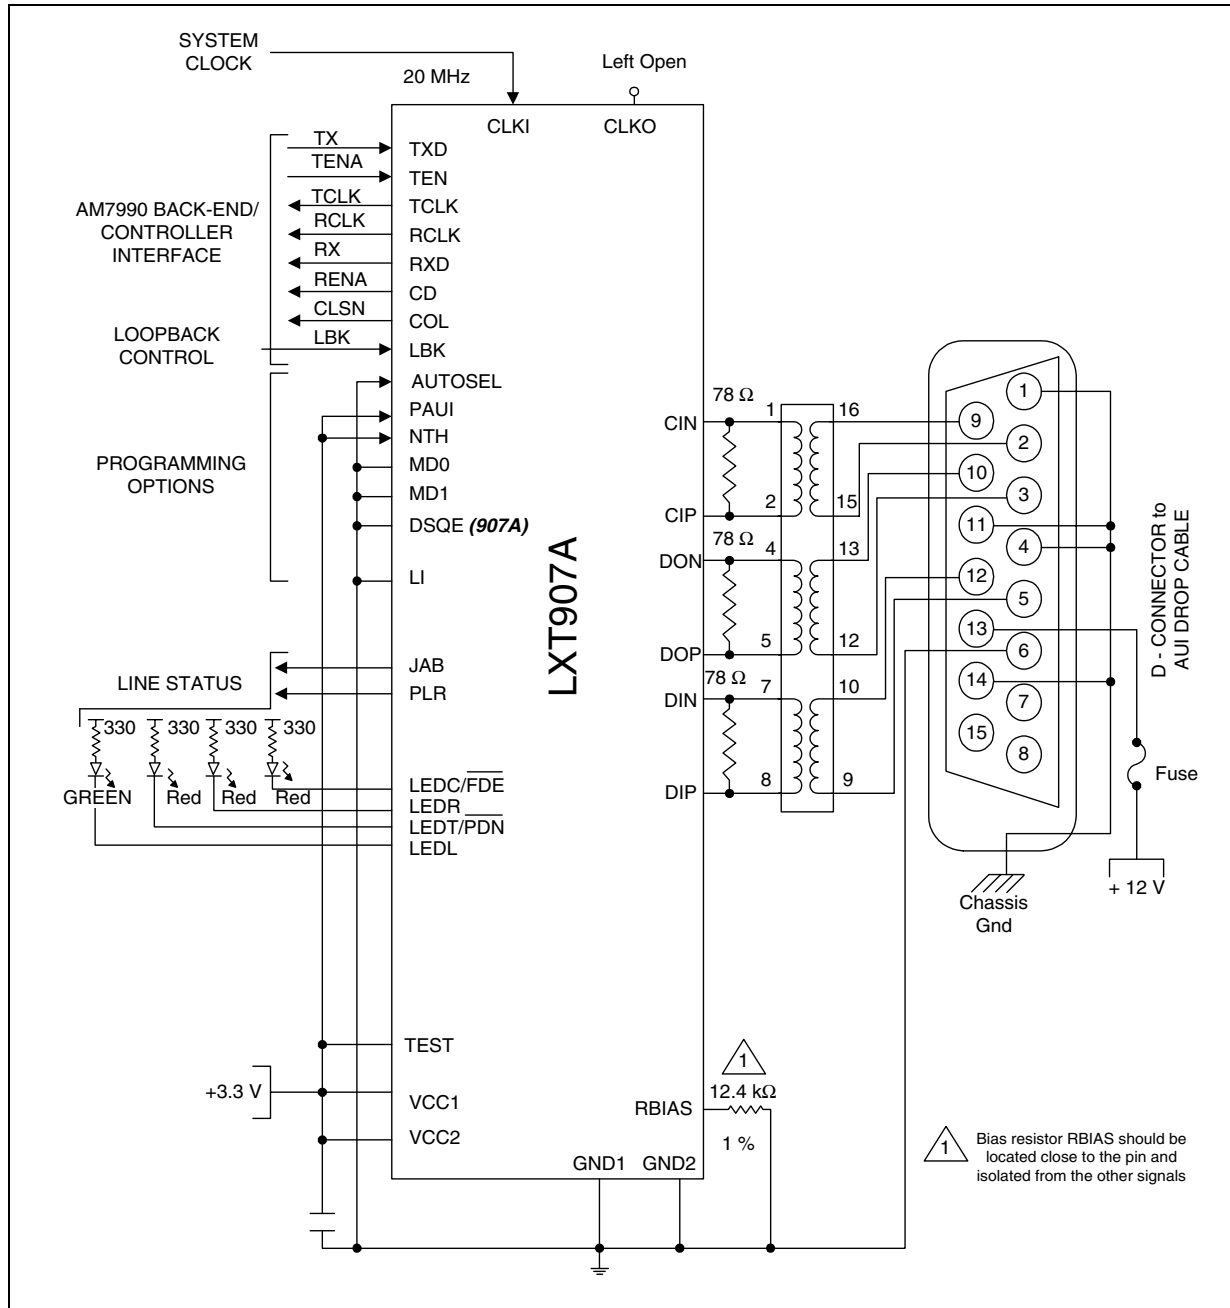 SYSTEM
CLOCK
20 MHz
Left Open
CLKI
CLKO
AM7990 BACK-END/
CONTROLLER
INTERFACE
TX
TXD
TENA
TEN
TCLK
TCLK
RCLK
RCLK
RX
RXD
RENA
CD
CLSN
COL
LOOPBACK
CONTROL
LBK
LBK
PROGRAMMING
OPTIONS
AUTOSEL
PAUI
NTH
MD0
MD1
DSQE (907A)
LI
LINE STATUS
JAB
PLR
330
330
330
330
GREEN
Red
Red
Red
LEDC/FDE
LEDR
LEDT/PDN
LEDL
LXT907A
TEST
+3.3 V
VCC1
VCC2
GND1
GND2
RBIAS
1
12.4 kΩ
1 %
CIN
78 Ω
1
16
CIP
2
15
78 Ω
DON
4
13
DOP
5
12
78 Ω
DIN
7
10
DIP
8
9
1
9
2
10
3
11
4
12
5
13
6
14
7
15
8
D - CONNECTOR to
AUI DROP CABLE
Fuse
+ 12 V
Chassis
Gnd
1
Bias resistor RBIAS should be
located close to the pin and
isolated from the other signals